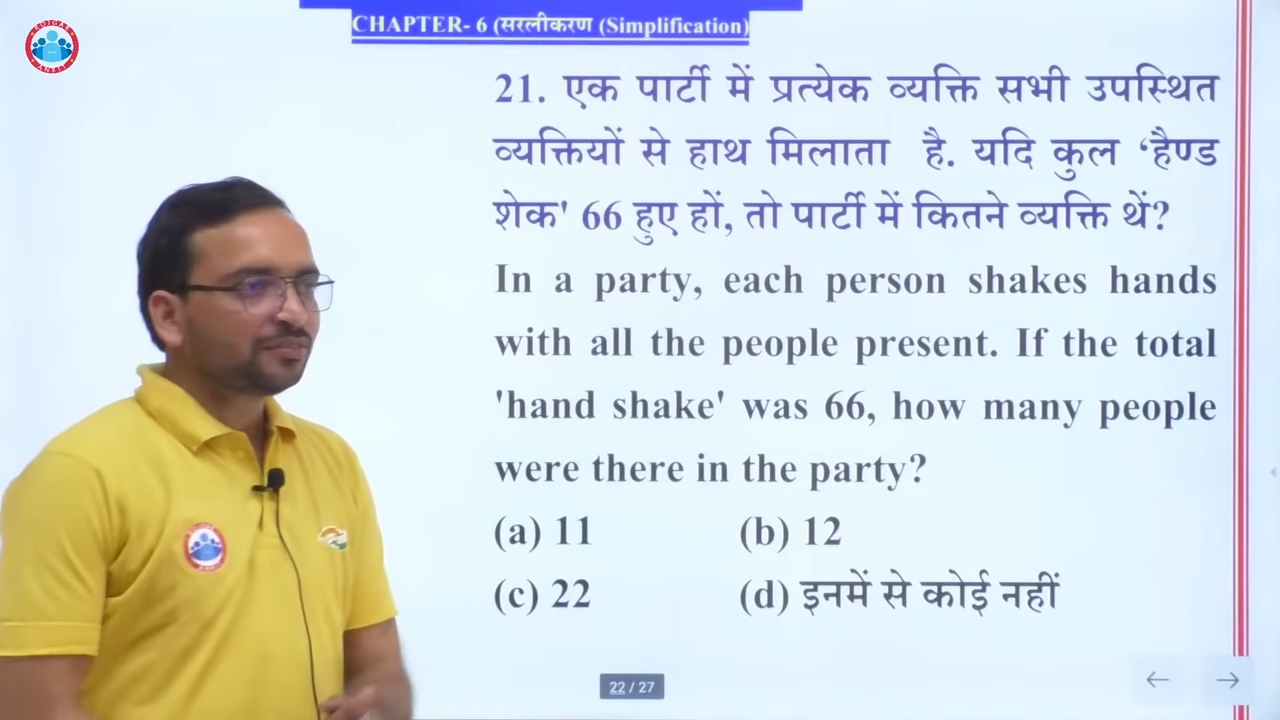 CHAPTER- 6 (सरलीकरण (Simplification)
21. एक पार्टी में प्रत्येक व्यक्ति सभी उपस्थित
व्यक्तियों से हाथ मिलाता है. यदि कुल ‘हैण्ड
शेक' 66 हुए हों, तो पार्टी में कितने व्यक्ति थें?
In a party, each person shakes hands
with all the people present. If the total
'hand shake' was 66, how many people
were there in the party?
(a) 11 (b) 12
(c) 22 (d) इनमें से कोई नहीं
22 / 27